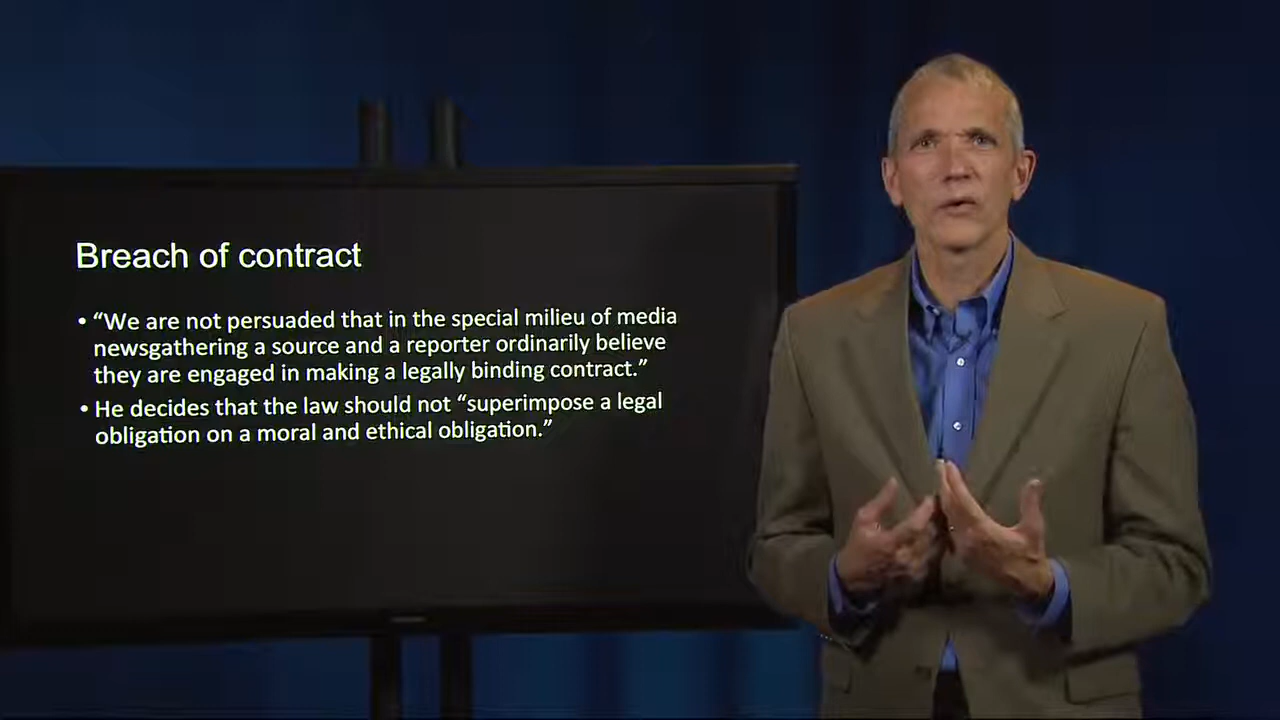 Breach of contract
• “We are not persuaded that in the special milieu of media
newsgathering a source and a reporter ordinarily believe
they are engaged in making a legally binding contract.”
• He decides that the law should not “superimpose a legal
obligation on a moral and ethical obligation.”